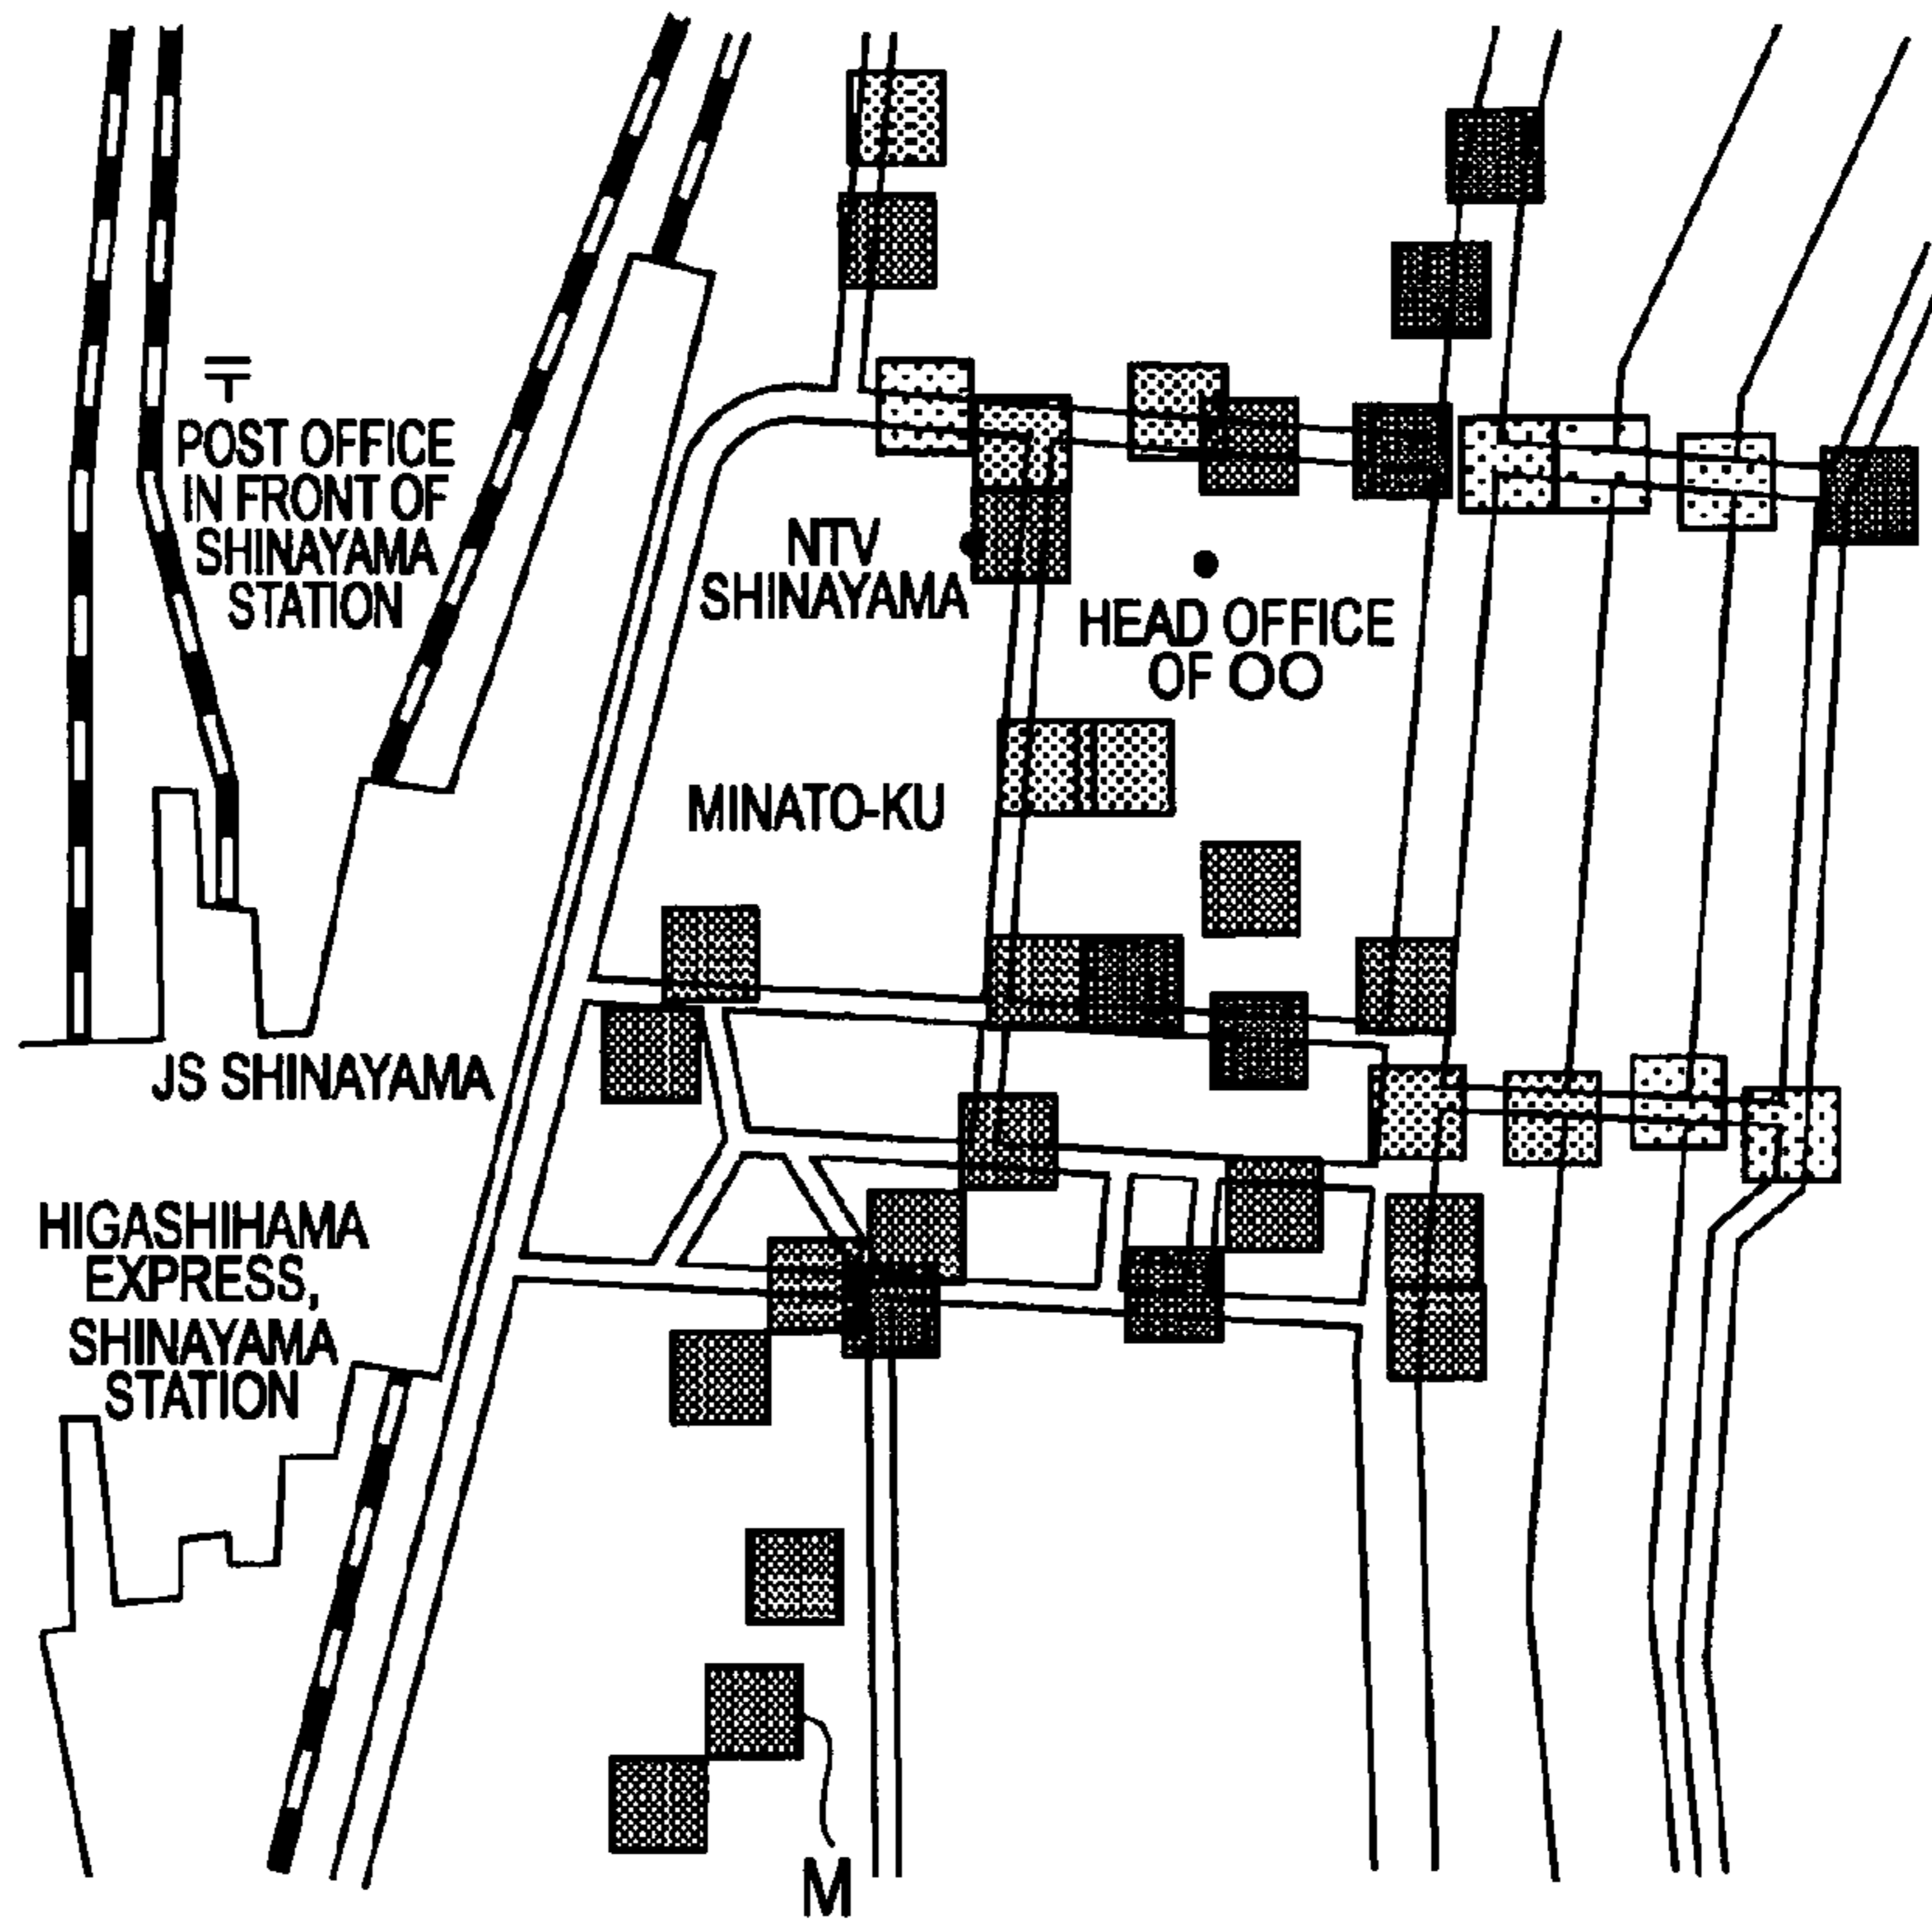 POST OFFICE
IN FRONT OF
SHINAYAMA
STATION
NTV
SHINAYAMA
HEAD OFFICE
OF ○○
MINATO-KU
JS SHINAYAMA
HIGASHIHAMA
EXPRESS,
SHINAYAMA
STATION
M